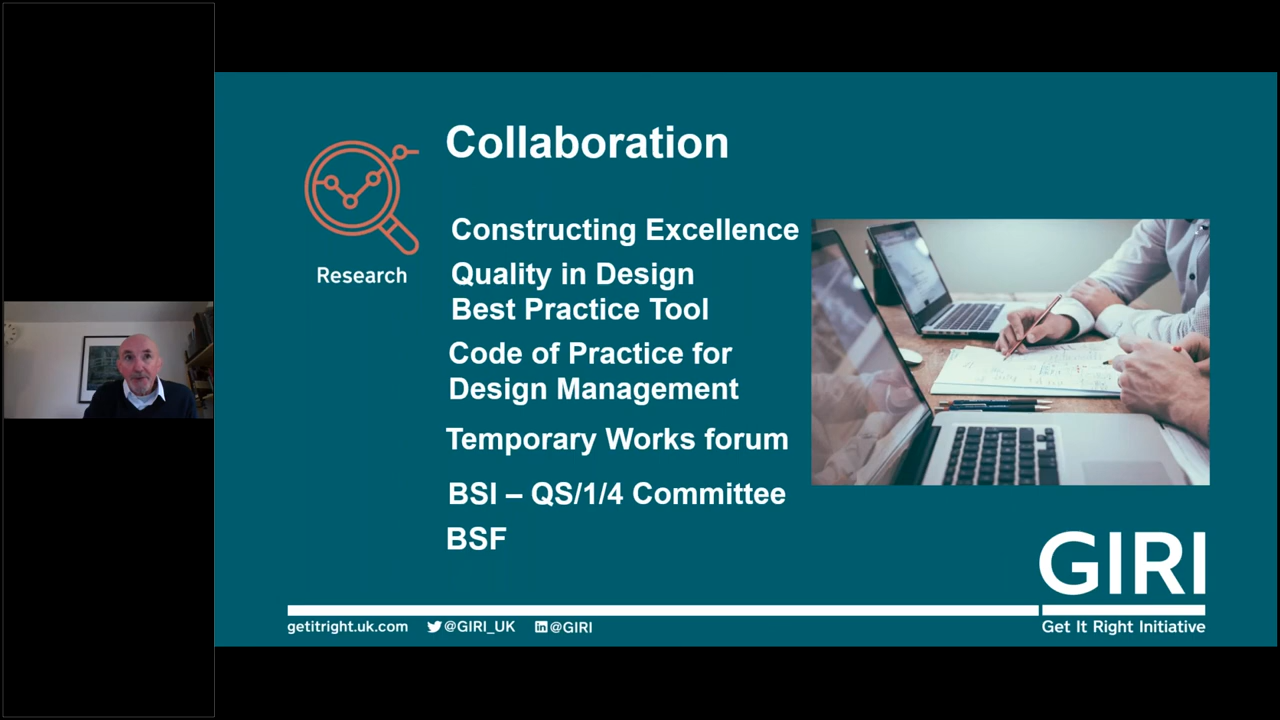 Collaboration
Research
Constructing Excellence
Quality in Design
Best Practice Tool
Code of Practice for
Design Management
Temporary Works forum
BSI – QS/1/4 Committee
BSF
GIRI
Get It Right Initiative
getitright.uk.com @GIRI_UK @GIRI